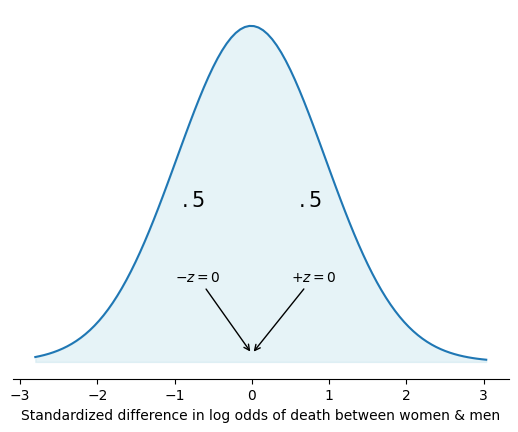 .5 .5
−z = 0 +z = 0
−3 −2 −1 0 1 2 3
Standardized difference in log odds of death between women & men